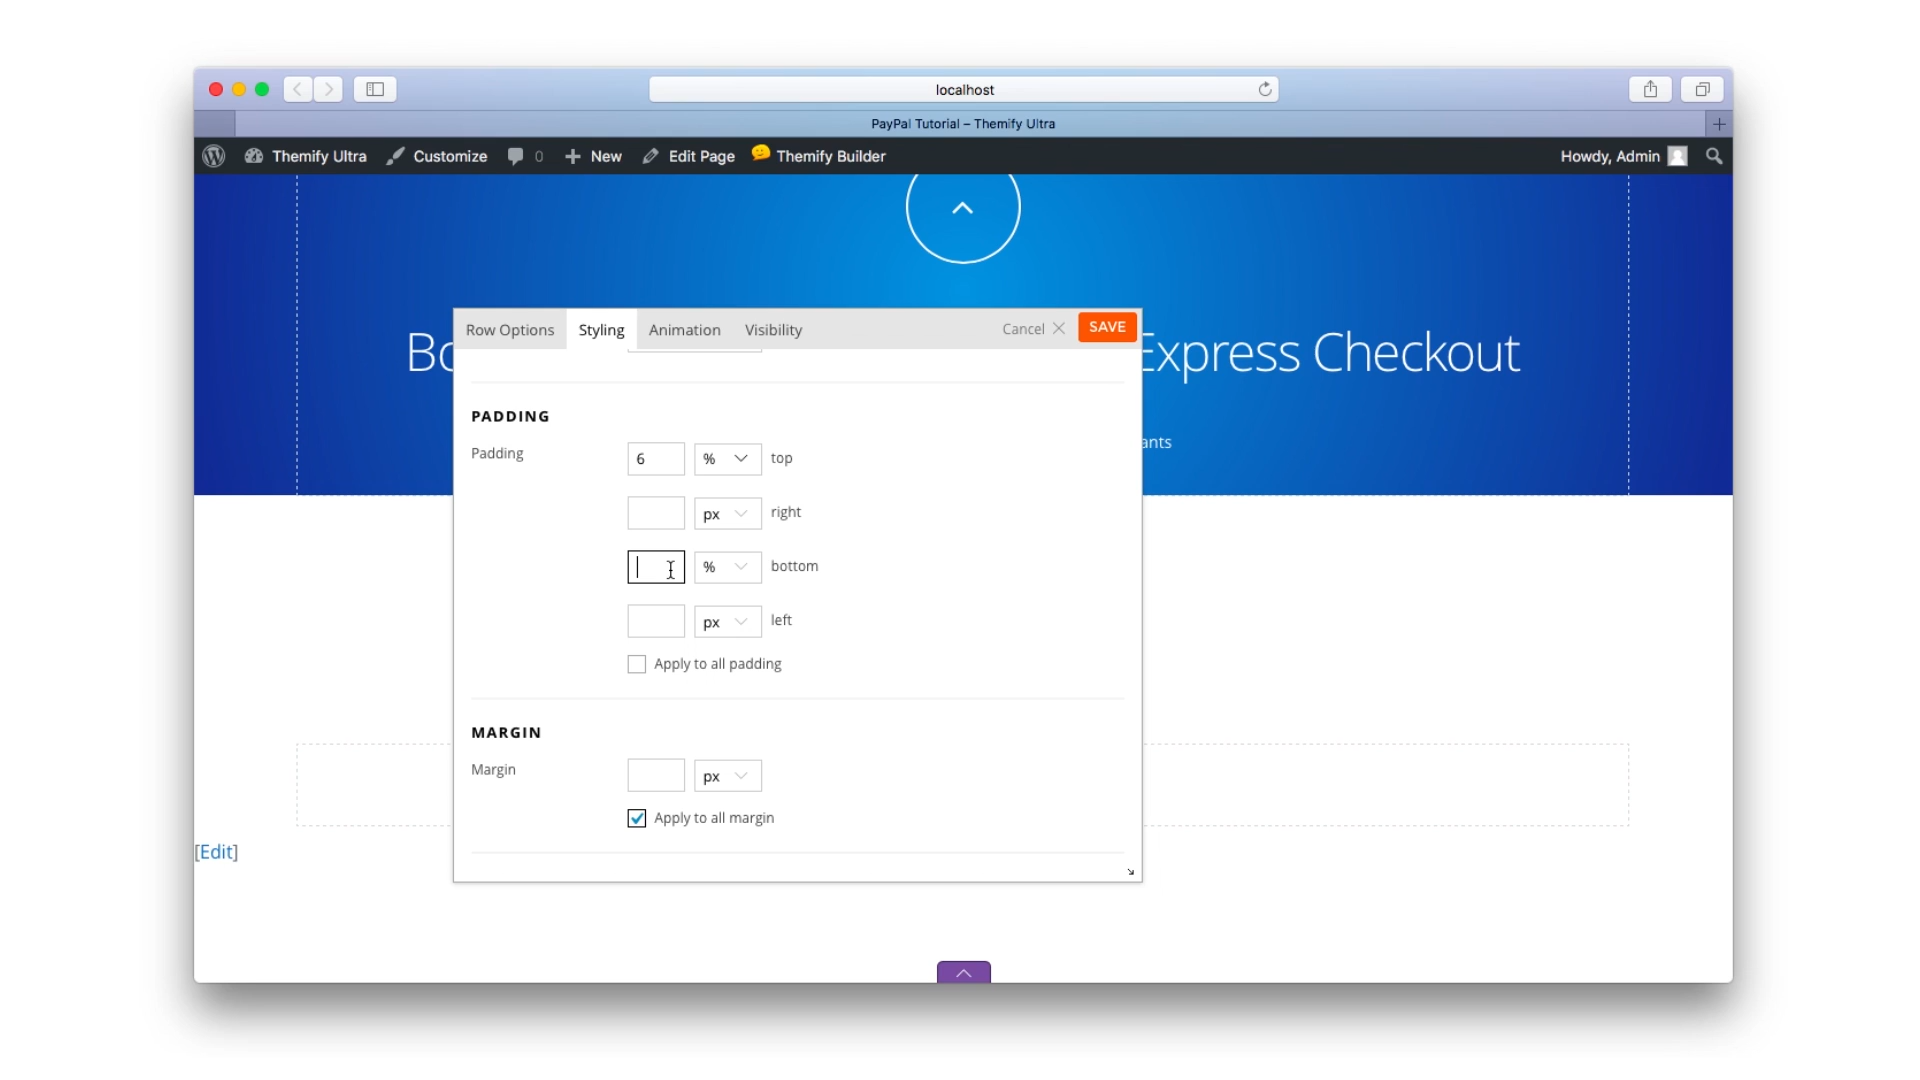 localhost
PayPal Tutorial – Themify Ultra
Themify Ultra Customize 0 New Edit Page Themify Builder Howdy, Admin
Row Options Styling Animation Visibility Cancel SAVE
Express Checkout
PADDING
Padding 6 % top
px right
% bottom
px left
Apply to all padding
MARGIN
Margin px
Apply to all margin
[Edit]